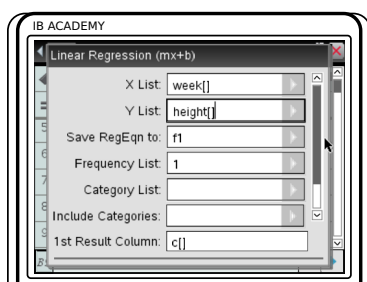 IB ACADEMY
Linear Regression (mx+b)
X List: week[]
Y List: height[]
Save RegEqn to: f1
Frequency List: 1
Category List:
Include Categories:
1st Result Column: c[]